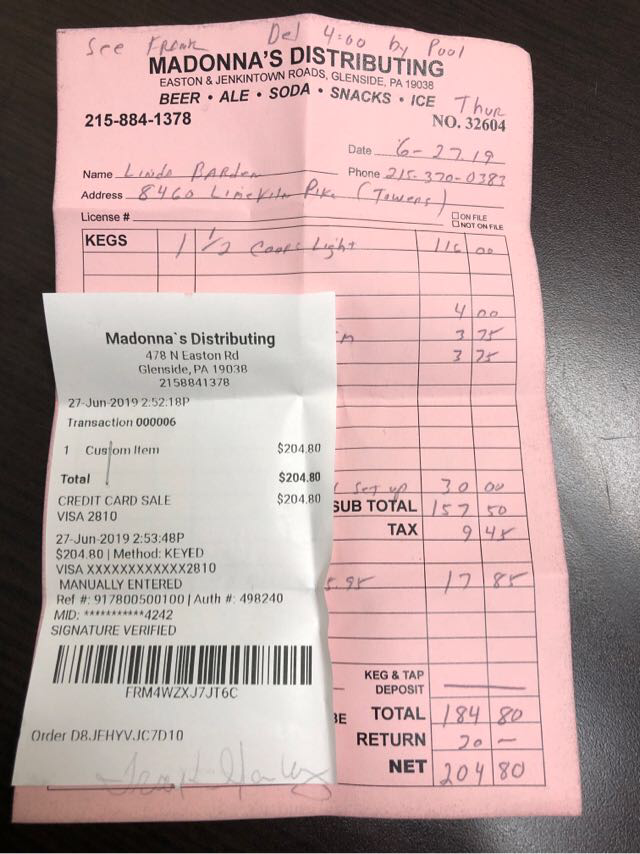 See Frank Del 4:00 by Pool
MADONNA'S DISTRIBUTING
EASTON & JENKINTOWN ROADS, GLENSIDE, PA 19038
BEER • ALE • SODA • SNACKS • ICE
Thur
215-884-1378 NO. 32604
Date 6-27-19
Name Linda Barden Phone 215-370-0383
Address 8460 Limekiln Pike (Towers)
License # ON FILE
NOT ON FILE
KEGS 1 1/2 Coors Light 116 00
4 00
3 75
3 75
Set up 30 00
SUB TOTAL 157 50
TAX 9 45
5.95 17 85
KEG & TAP
DEPOSIT
TOTAL 184 80
RETURN 20 —
NET 204 80
Madonna`s Distributing
478 N Easton Rd
Glenside, PA 19038
2158841378
27-Jun-2019 2:52:18P
Transaction 000006
1 Custom Item $204.80
Total $204.80
CREDIT CARD SALE $204.80
VISA 2810
27-Jun-2019 2:53:48P
$204.80 | Method: KEYED
VISA XXXXXXXXXXXX2810
MANUALLY ENTERED
Ref #: 917800500100 | Auth #: 498240
MID: ***********4242
SIGNATURE VERIFIED
FRM4WZXJ7JT6C
Order D8JFHYVJC7D10